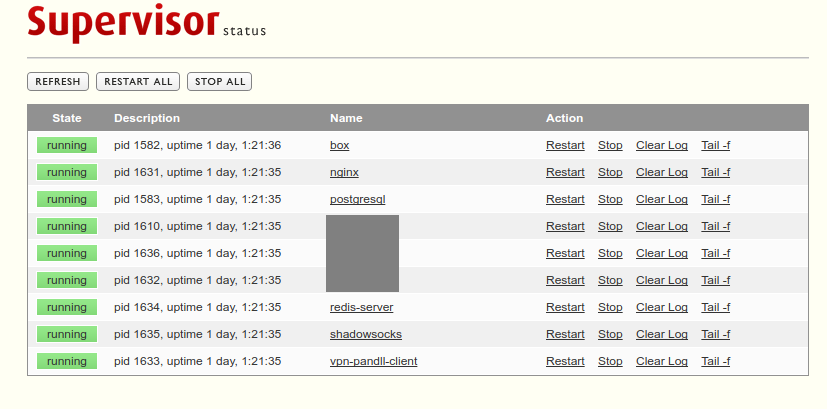 Supervisor status
REFRESH RESTART ALL STOP ALL
State Description Name Action
running pid 1582, uptime 1 day, 1:21:36 box Restart Stop Clear Log Tail -f
running pid 1631, uptime 1 day, 1:21:35 nginx Restart Stop Clear Log Tail -f
running pid 1583, uptime 1 day, 1:21:35 postgresql Restart Stop Clear Log Tail -f
running pid 1610, uptime 1 day, 1:21:35 Restart Stop Clear Log Tail -f
running pid 1636, uptime 1 day, 1:21:35 Restart Stop Clear Log Tail -f
running pid 1632, uptime 1 day, 1:21:35 Restart Stop Clear Log Tail -f
running pid 1634, uptime 1 day, 1:21:35 redis-server Restart Stop Clear Log Tail -f
running pid 1635, uptime 1 day, 1:21:35 shadowsocks Restart Stop Clear Log Tail -f
running pid 1633, uptime 1 day, 1:21:35 vpn-pandll-client Restart Stop Clear Log Tail -f